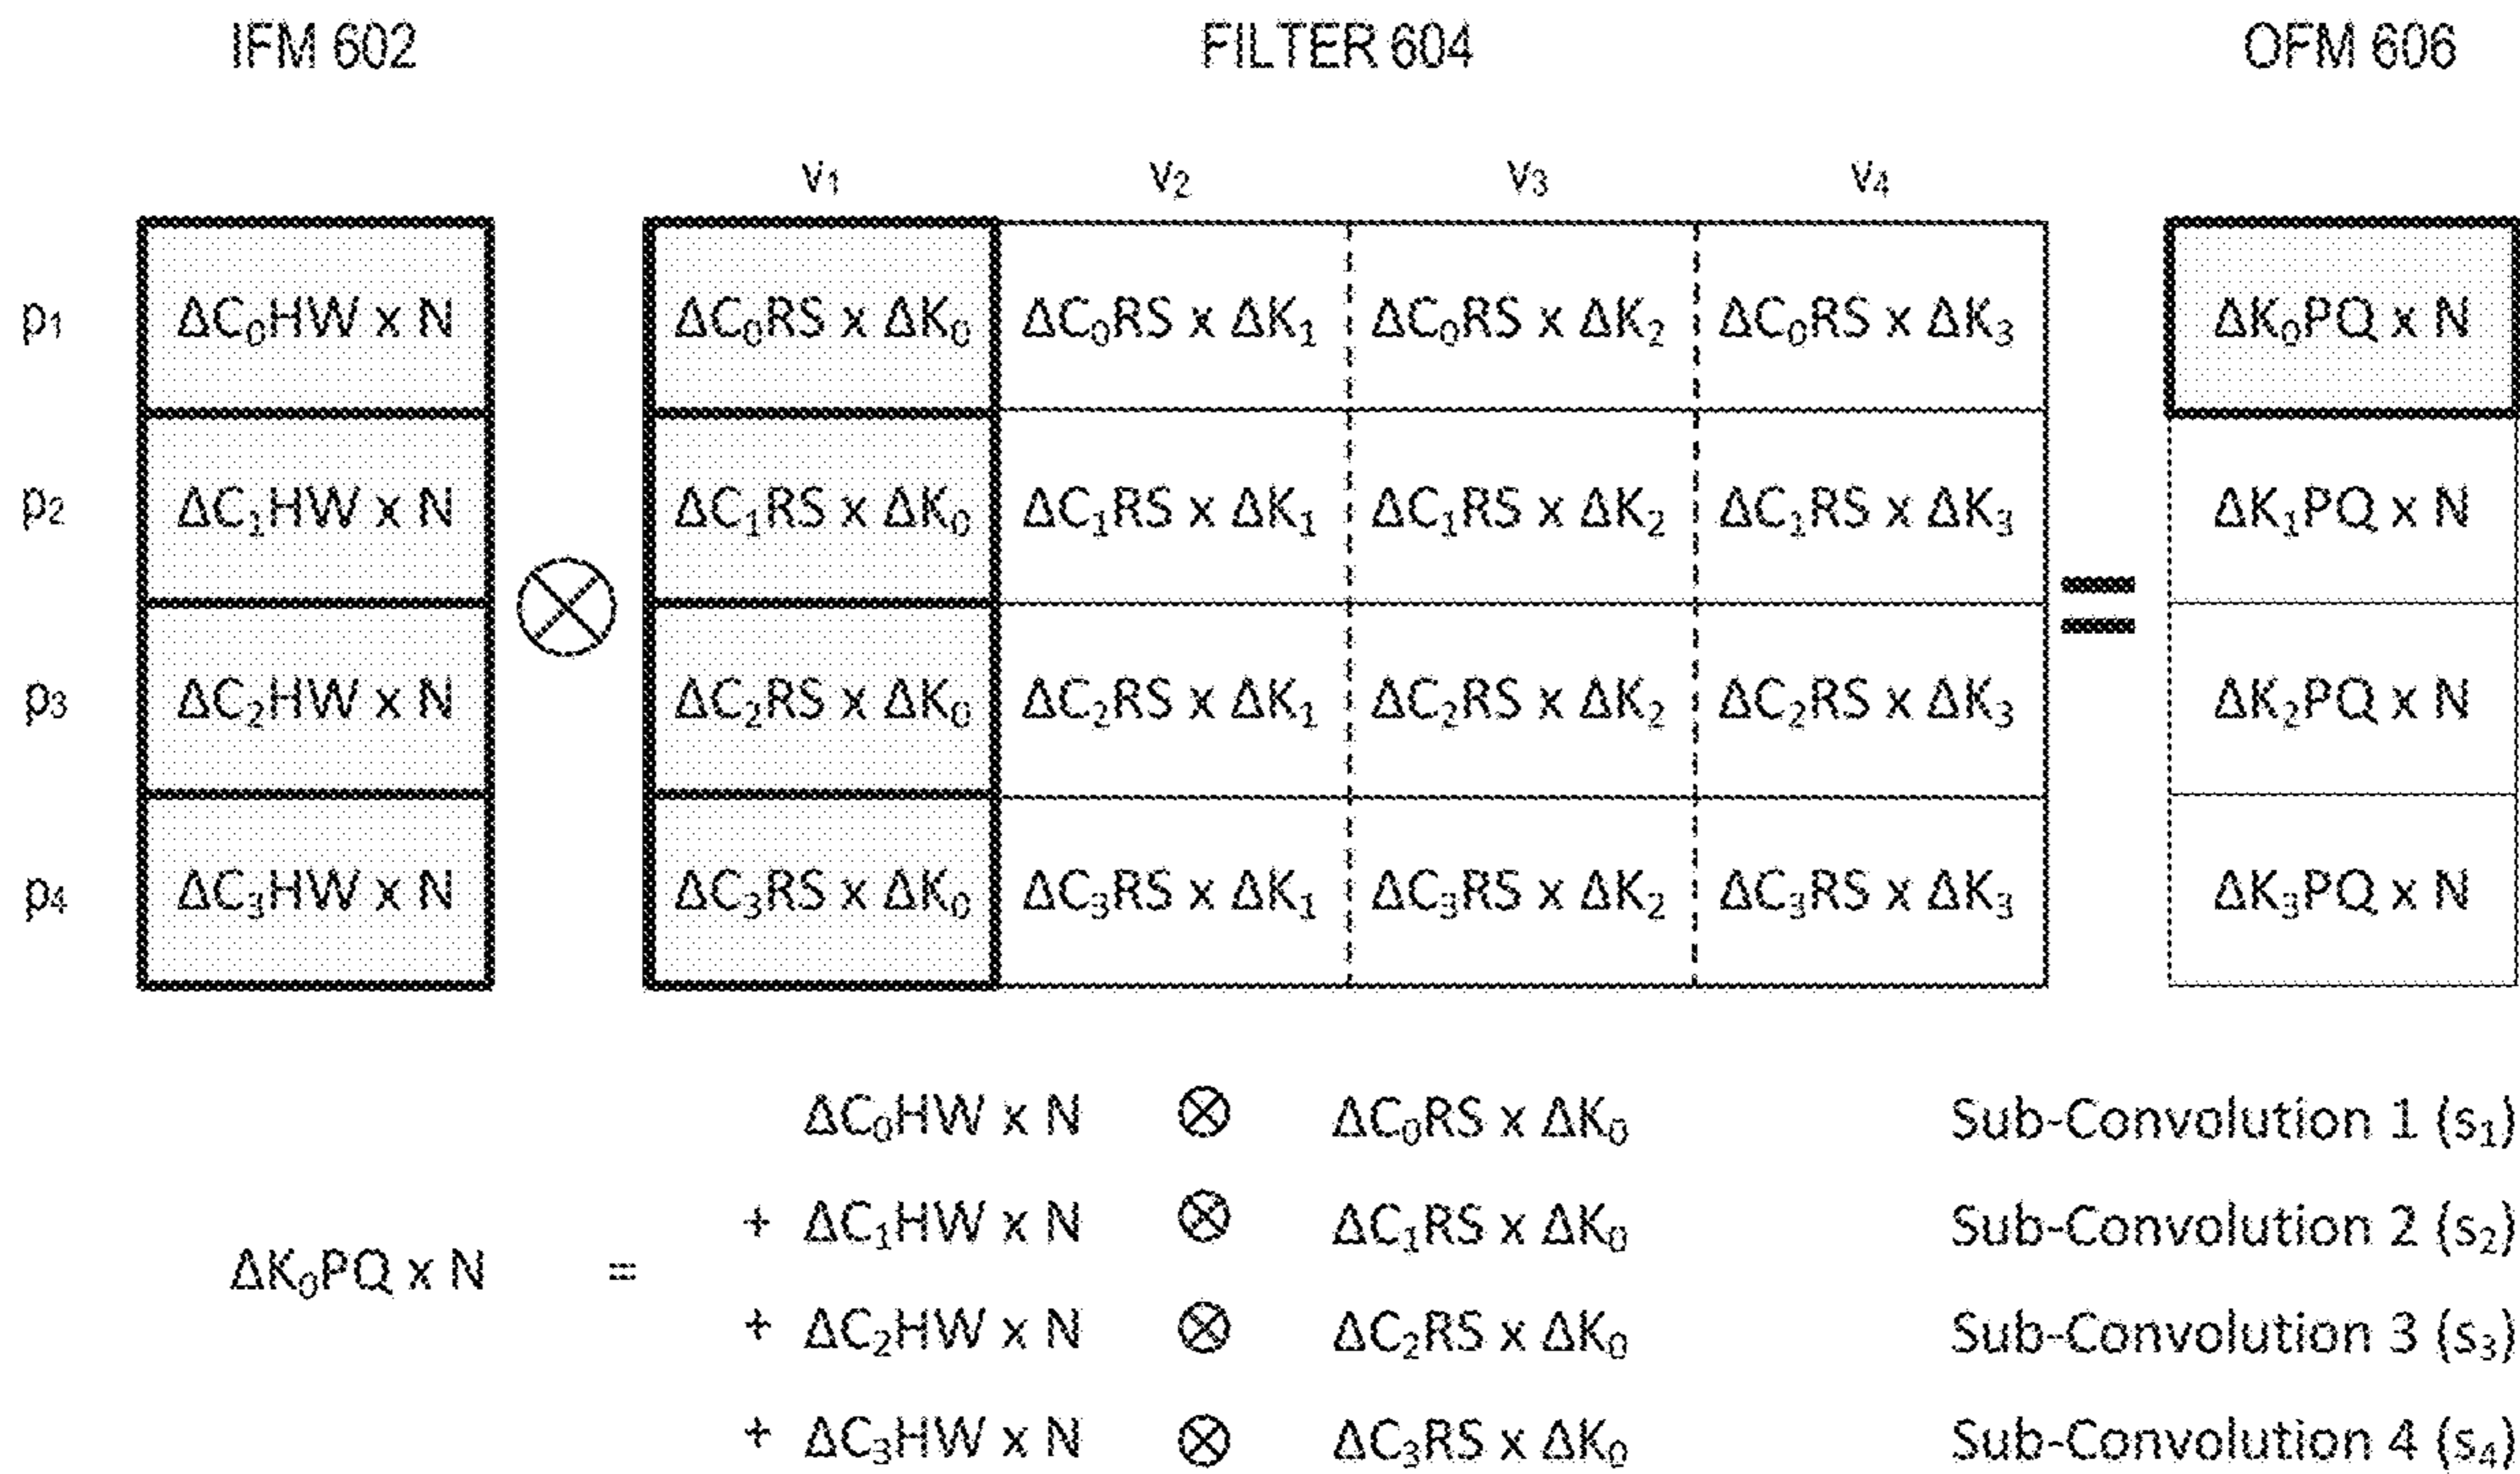 IFM 602 FILTER 604 OFM 606
v₁ v₂ v₃ v₄
p₁ ΔC₀HW x N ΔC₀RS x ΔK₀ ΔC₀RS x ΔK₁ ΔC₀RS x ΔK₂ ΔC₀RS x ΔK₃ ΔK₀PQ x N
p₂ ΔC₁HW x N ΔC₁RS x ΔK₀ ΔC₁RS x ΔK₁ ΔC₁RS x ΔK₂ ΔC₁RS x ΔK₃ ΔK₁PQ x N
⊗ =
p₃ ΔC₂HW x N ΔC₂RS x ΔK₀ ΔC₂RS x ΔK₁ ΔC₂RS x ΔK₂ ΔC₂RS x ΔK₃ ΔK₂PQ x N
p₄ ΔC₃HW x N ΔC₃RS x ΔK₀ ΔC₃RS x ΔK₁ ΔC₃RS x ΔK₂ ΔC₃RS x ΔK₃ ΔK₃PQ x N
ΔC₀HW x N ⊗ ΔC₀RS x ΔK₀ Sub-Convolution 1 (s₁)
+ ΔC₁HW x N ⊗ ΔC₁RS x ΔK₀ Sub-Convolution 2 (s₂)
ΔK₀PQ x N =
+ ΔC₂HW x N ⊗ ΔC₂RS x ΔK₀ Sub-Convolution 3 (s₃)
+ ΔC₃HW x N ⊗ ΔC₃RS x ΔK₀ Sub-Convolution 4 (s₄)